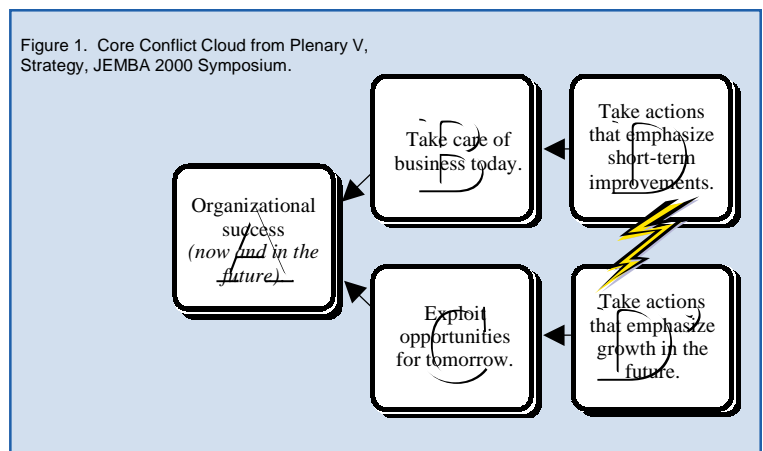 Figure 1.  Core Conflict Cloud from Plenary V,
Strategy, JEMBA 2000 Symposium.
A
Organizational
success
(now and in the
future).
B
Take care of
business today.
D
Take actions
that emphasize
short-term
improvements.
C
Exploit
opportunities
for tomorrow.
D’
Take actions
that emphasize
growth in the
future.